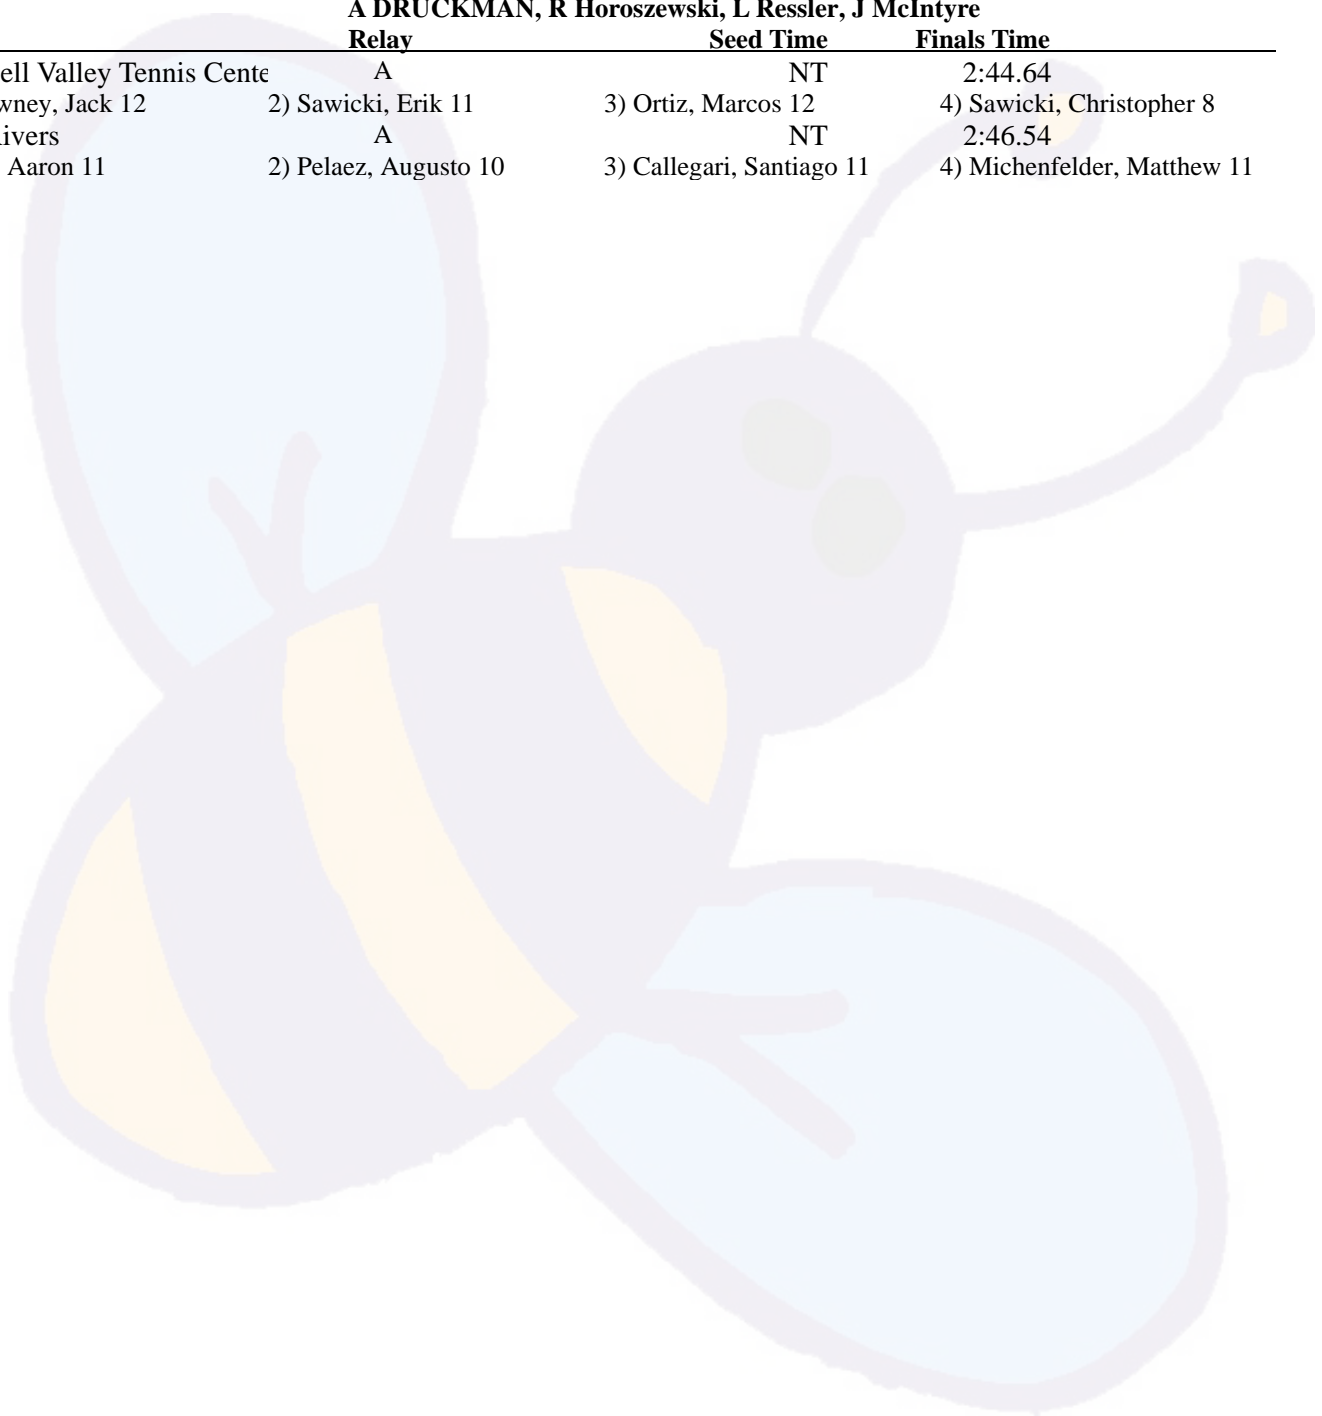 A DRUCKMAN, R Horoszewski, L Ressler, J McIntyre
Relay Seed Time Finals Time
ell Valley Tennis Cente A NT 2:44.64
wney, Jack 12 2) Sawicki, Erik 11 3) Ortiz, Marcos 12 4) Sawicki, Christopher 8
ivers A NT 2:46.54
Aaron 11 2) Pelaez, Augusto 10 3) Callegari, Santiago 11 4) Michenfelder, Matthew 11